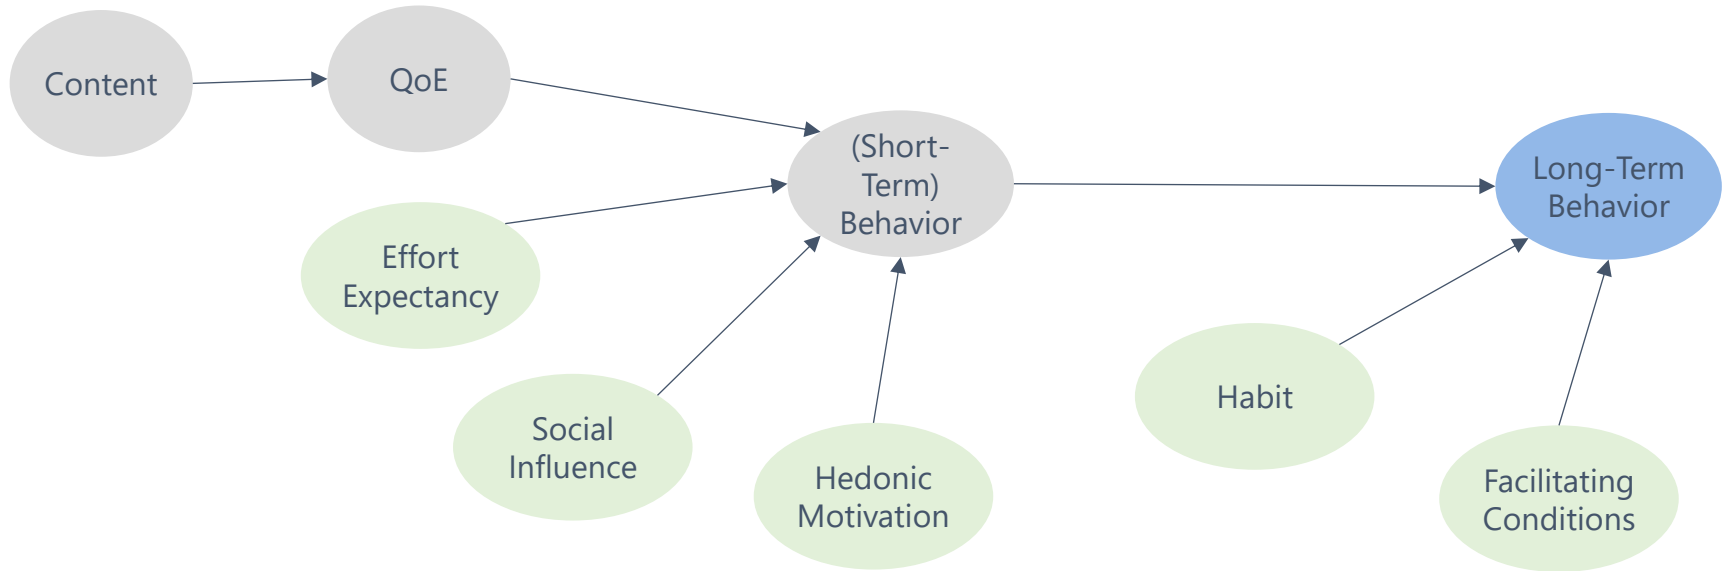 Content
QoE
(Short-
Term)
Behavior
Long-Term
Behavior
Effort
Expectancy
Social
Influence
Hedonic
Motivation
Habit
Facilitating
Conditions